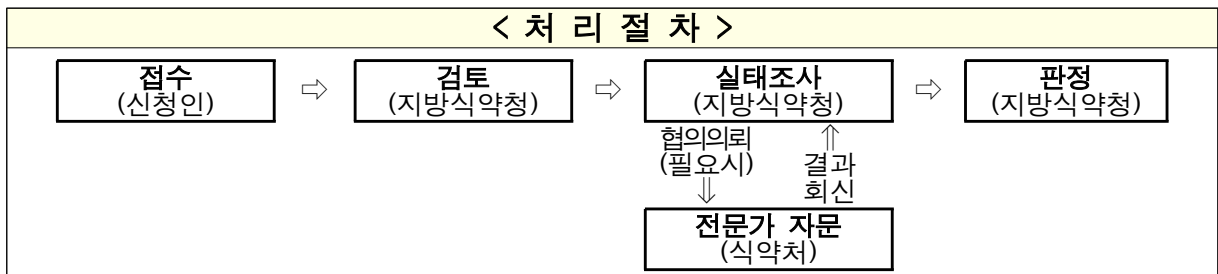 < 처 리 절 차 >
접수
(신청인)
⇨
검토
(지방식약청)
⇨
실태조사
(지방식약청)
⇨
판정
(지방식약청)
협의의뢰
(필요시)
⇓
⇑
결과
회신
전문가 자문
(식약처)